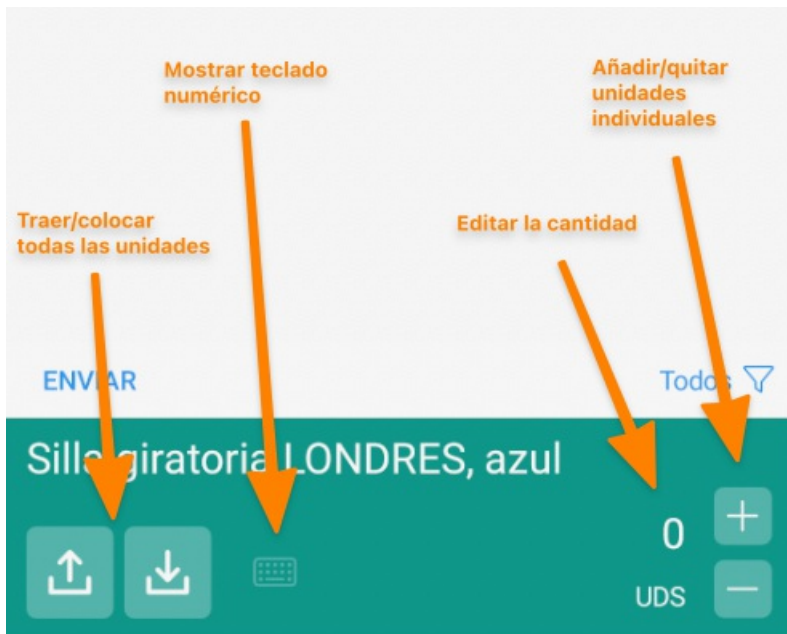 Mostrar teclado
numérico
Añadir/quitar
unidades
individuales
Traer/colocar
todas las unidades
Editar la cantidad
ENVIAR
Todos
Silla giratoria LONDRES, azul
0
+
UDS
−